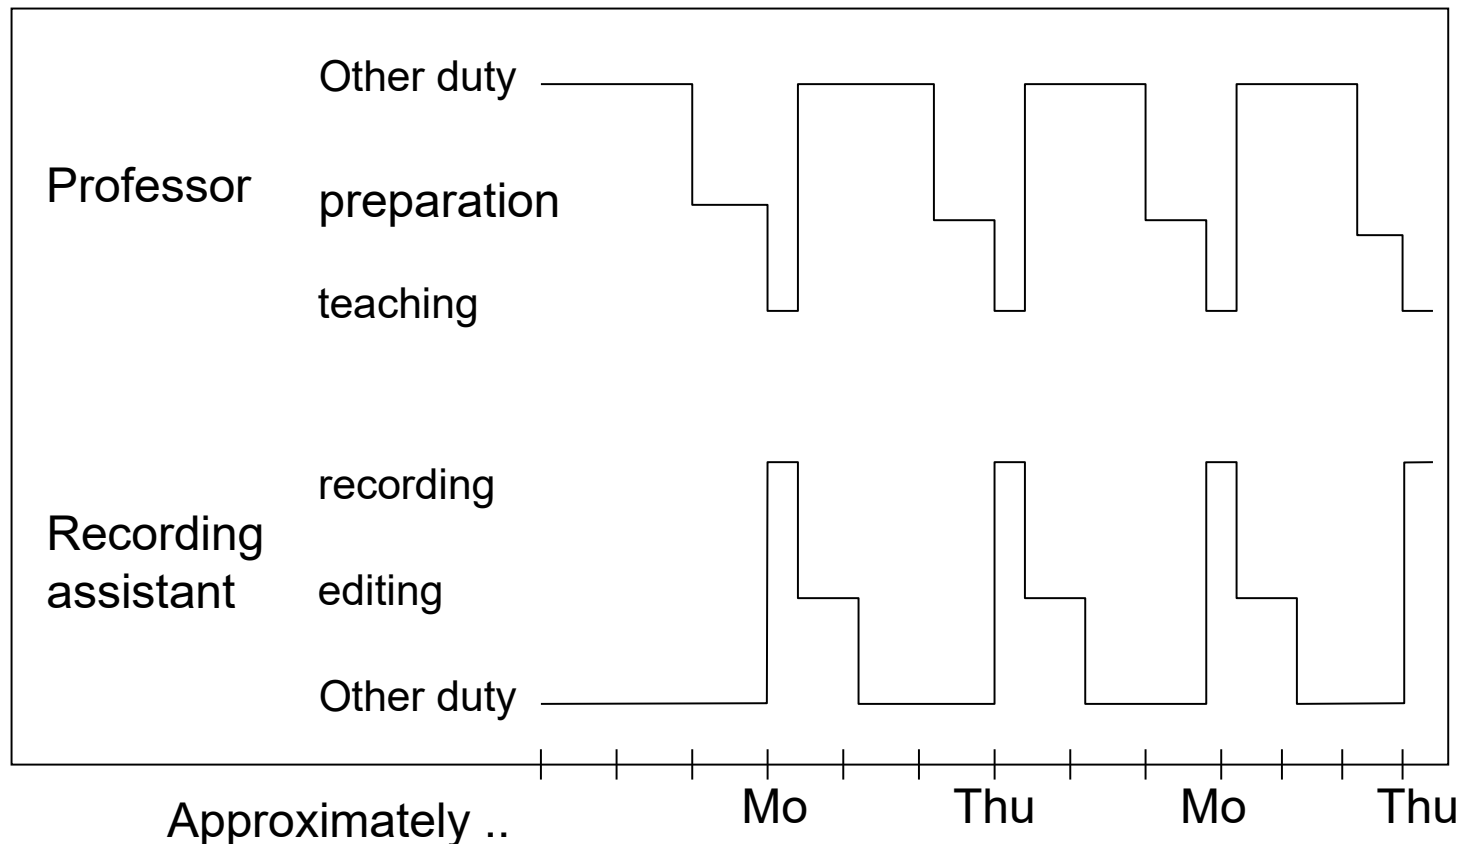 Other duty
Professor
preparation
teaching
recording
Recording
assistant
editing
Other duty
Mo
Thu
Mo
Thu
Approximately ..